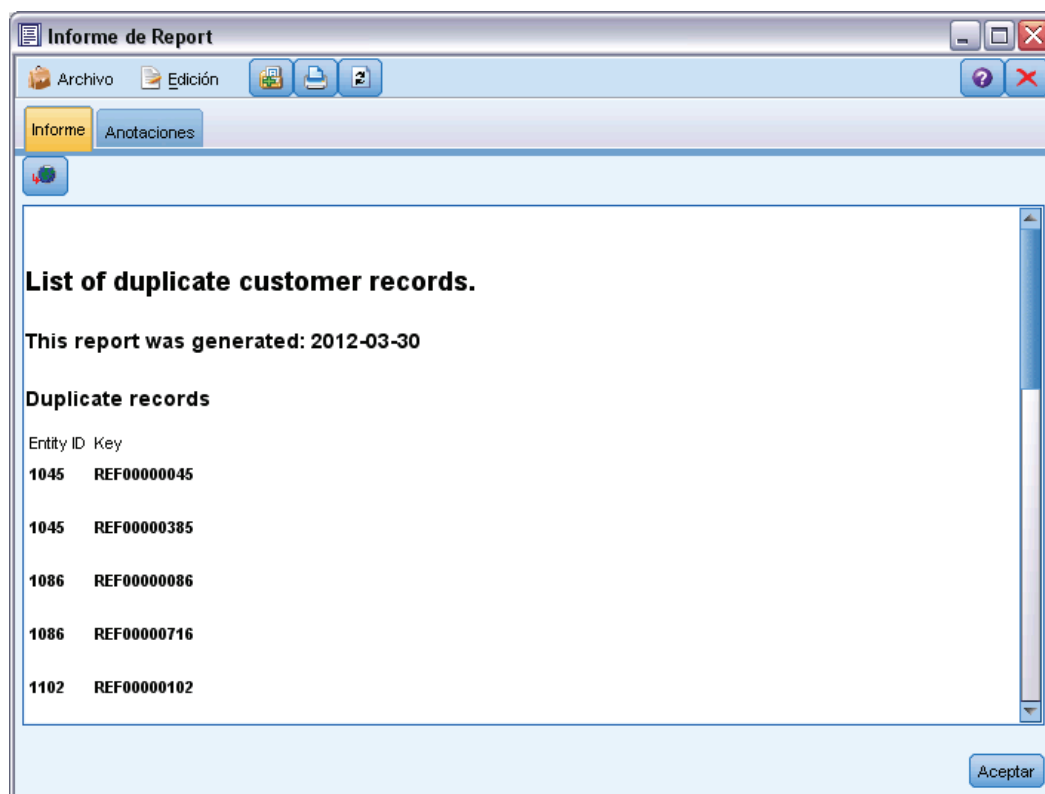 Informe de Report
Archivo Edición
Informe Anotaciones
List of duplicate customer records.
This report was generated: 2012-03-30
Duplicate records
Entity ID Key
1045 REF00000045
1045 REF00000385
1086 REF00000086
1086 REF00000716
1102 REF00000102
Aceptar